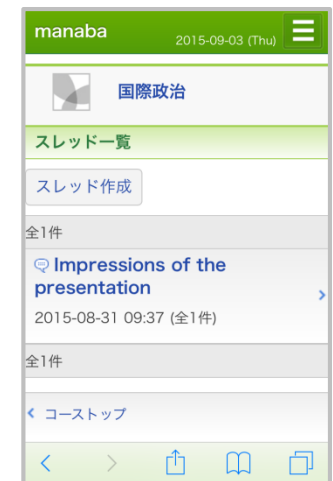 manaba
2015-09-03 (Thu)
国際政治
スレッド一覧
スレッド作成
全1件
Impressions of the
presentation
2015-08-31 09:37 (全1件)
全1件
コーストップ